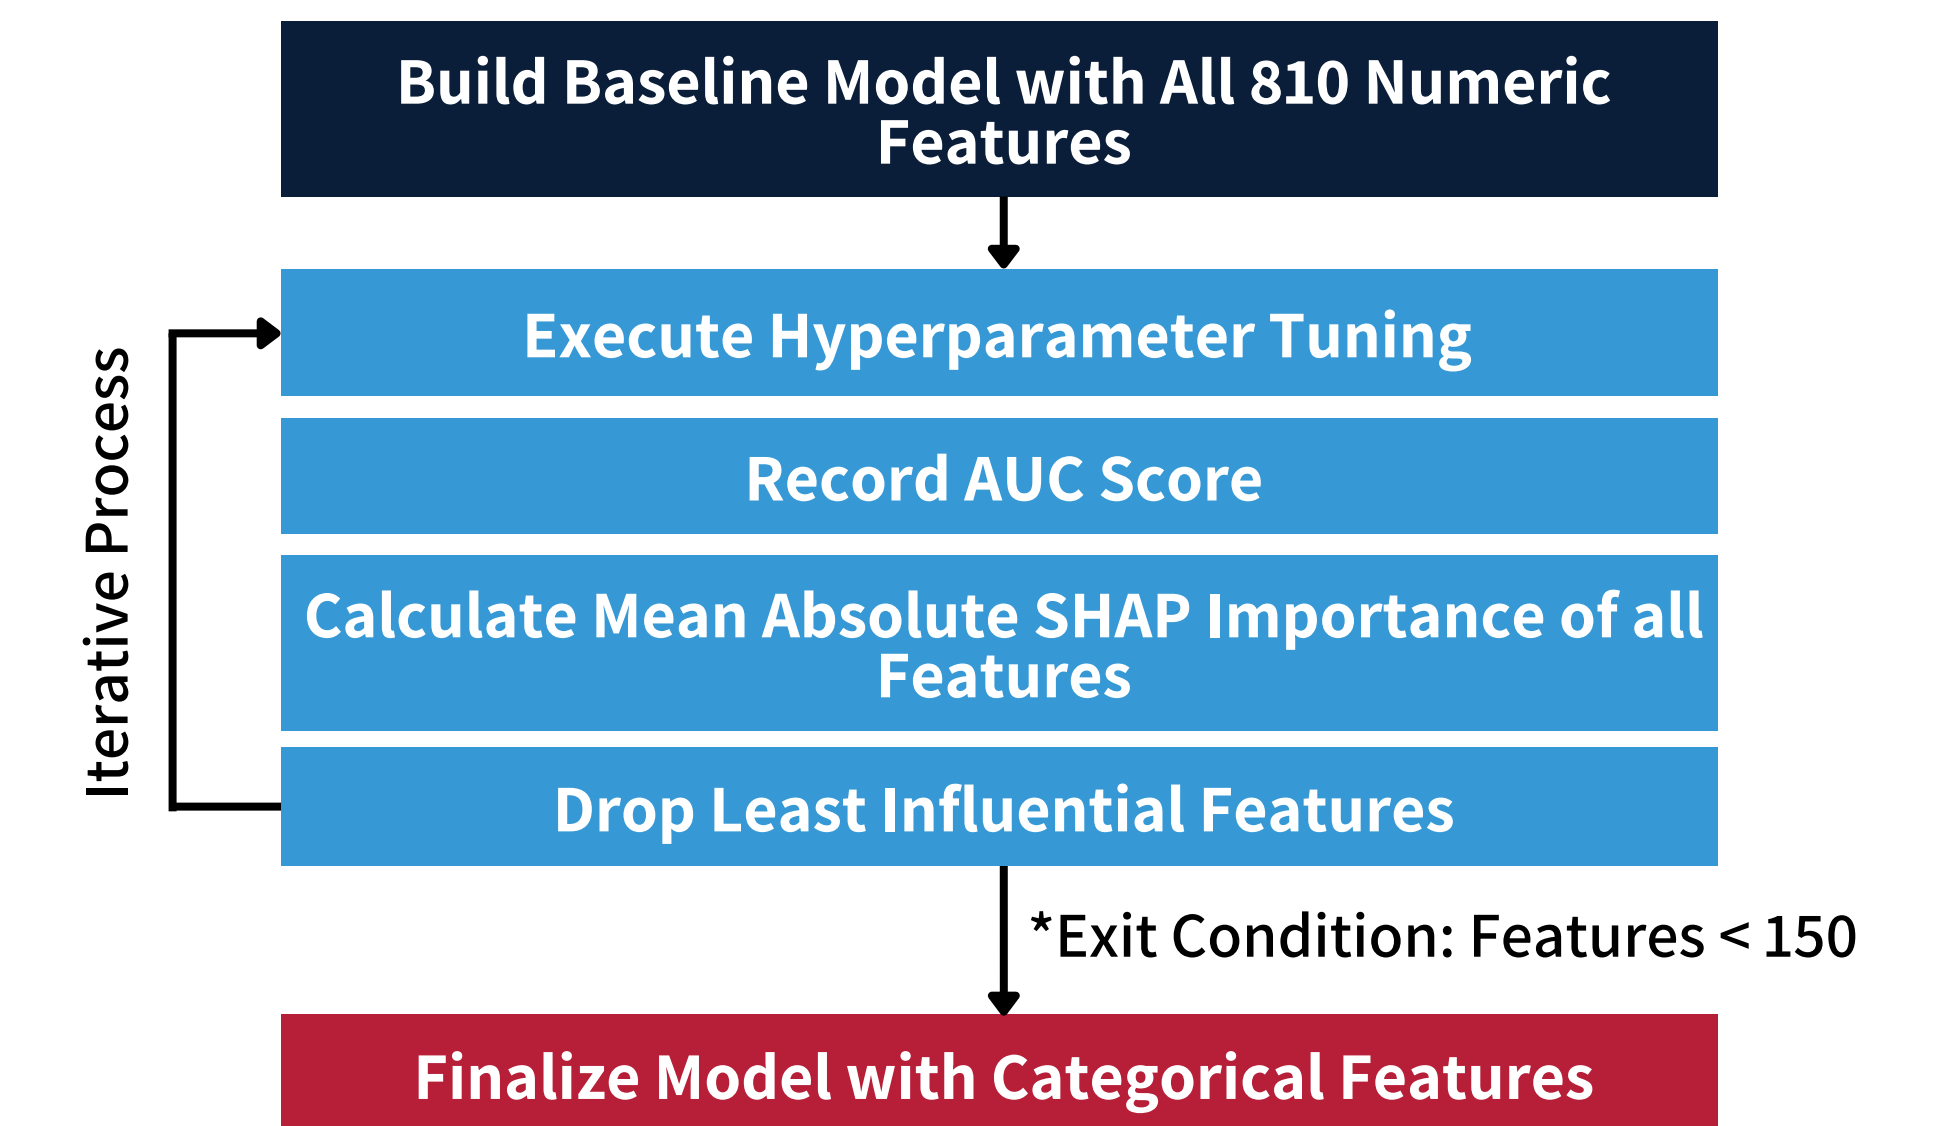 Build Baseline Model with All 810 Numeric
Features
Execute Hyperparameter Tuning
Record AUC Score
Calculate Mean Absolute SHAP Importance of all
Features
Drop Least Influential Features
Iterative Process
*Exit Condition: Features < 150
Finalize Model with Categorical Features